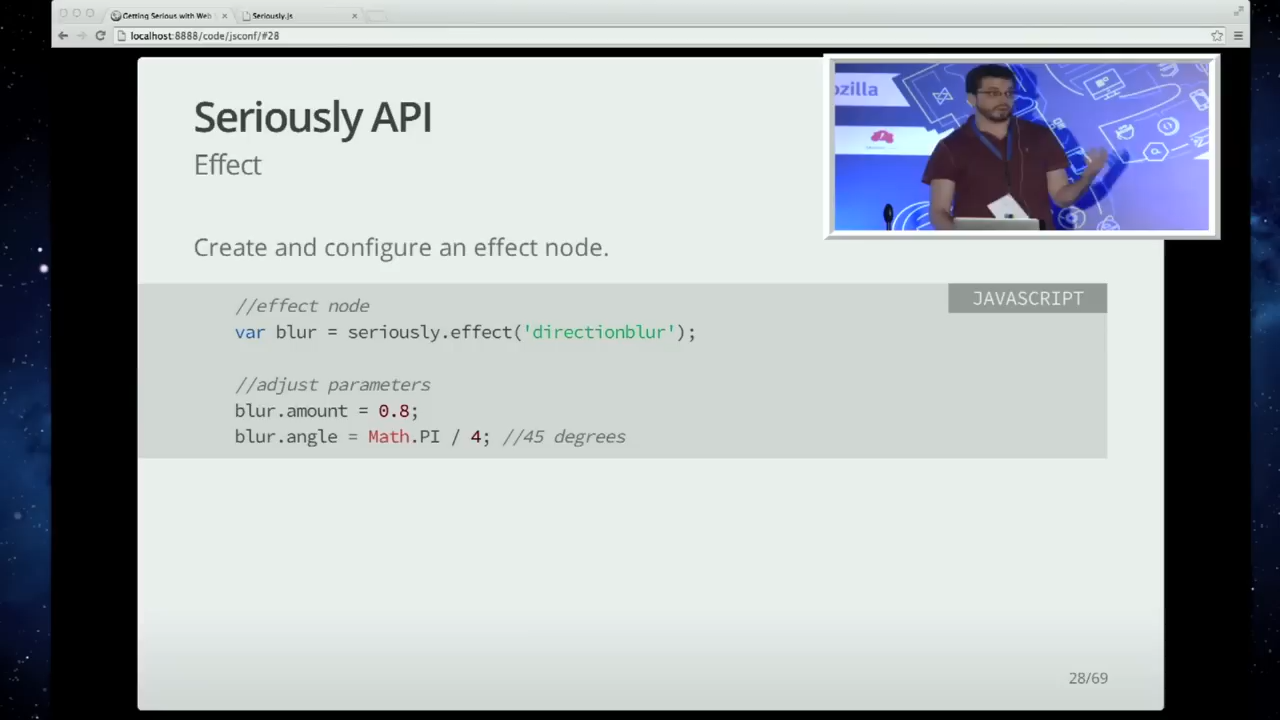 Getting Serious with Web
Seriously.js
localhost:8888/code/jsconf/#28
ozilla
Seriously API
Effect
Create and configure an effect node.
JAVASCRIPT
//effect node
var blur = seriously.effect('directionblur');
//adjust parameters
blur.amount = 0.8;
blur.angle = Math.PI / 4; //45 degrees
28/69